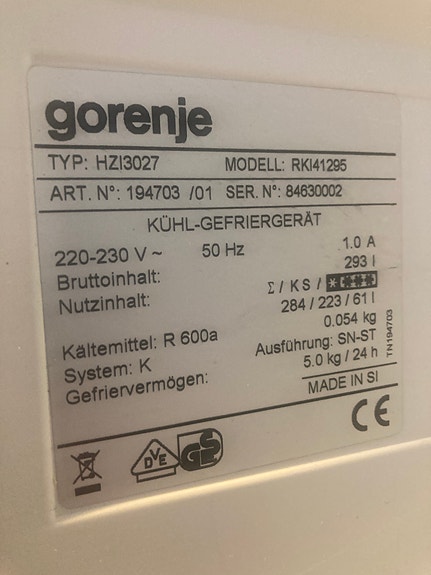 gorenje
TYP: HZI3027 MODELL: RKI41295
ART. N°: 194703 /01 SER. N°: 84630002
KÜHL-GEFRIERGERÄT
220-230 V ~ 50 Hz 1.0 A
Bruttoinhalt: 293 l
Σ / K S / ****
Nutzinhalt: 284 / 223 / 61 l
0.054 kg
Kältemittel: R 600a
Ausführung: SN-ST
System: K
5.0 kg / 24 h
Gefriervermögen:
MADE IN SI
TN194703
CE
DVE
GS